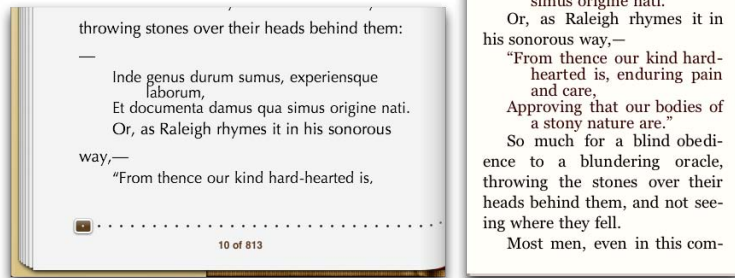 throwing stones over their heads behind them:
—
Inde genus durum sumus, experiensque
laborum,
Et documenta damus qua simus origine nati.
Or, as Raleigh rhymes it in his sonorous
way,—
“From thence our kind hard-hearted is,
10 of 813
simus origine nati.
Or, as Raleigh rhymes it in
his sonorous way,—
“From thence our kind hard-
hearted is, enduring pain
and care,
Approving that our bodies of
a stony nature are.”
So much for a blind obedi-
ence to a blundering oracle,
throwing the stones over their
heads behind them, and not see-
ing where they fell.
Most men, even in this com-